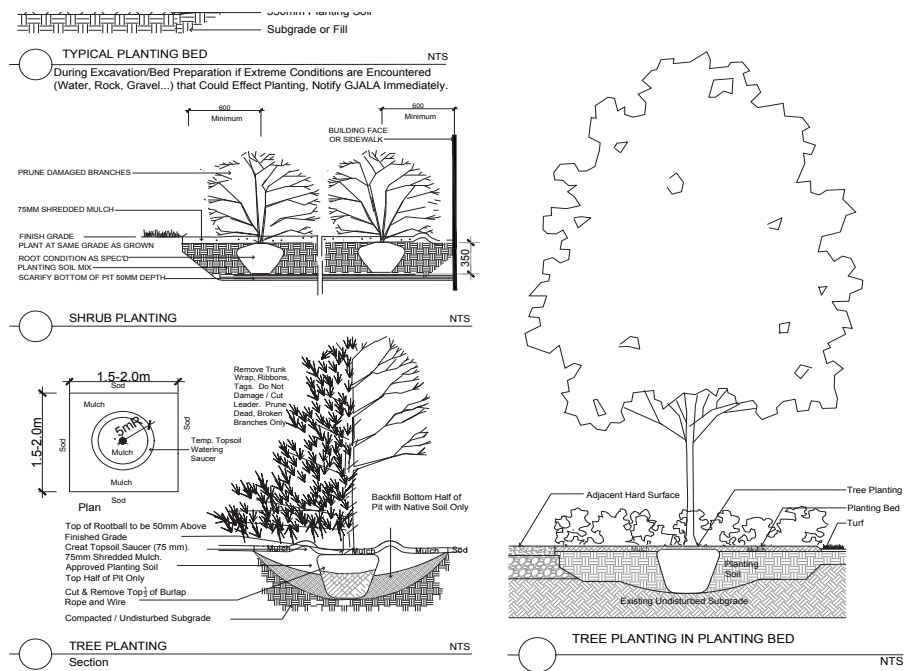 350mm Planting Soil
Subgrade or Fill
TYPICAL PLANTING BED
NTS
During Excavation/Bed Preparation if Extreme Conditions are Encountered
(Water, Rock, Gravel...) that Could Effect Planting, Notify GJALA Immediately.
600
Minimum
600
Minimum
BUILDING FACE
OR SIDEWALK
PRUNE DAMAGED BRANCHES
75MM SHREDDED MULCH
FINISH GRADE
PLANT AT SAME GRADE AS GROWN
ROOT CONDITION AS SPEC'D
PLANTING SOIL MIX
SCARIFY BOTTOM OF PIT 50MM DEPTH
350
SHRUB PLANTING
NTS
1.5-2.0m
Sod
1.5-2.0m
Sod
Mulch
.5mR
Mulch
Sod
Mulch
Sod
Plan
Temp. Topsoil
Watering
Saucer
Remove Trunk
Wrap, Ribbons,
Tags. Do Not
Damage / Cut
Leader. Prune
Dead, Broken
Branches Only
Backfill Bottom Half of
Pit with Native Soil Only
Top of Rootball to be 50mm Above
Finished Grade
Creat Topsoil Saucer (75 mm).
75mm Shredded Mulch.
Approved Planting Soil
Top Half of Pit Only
Cut & Remove Top ⅓ of Burlap
Rope and Wire
Compacted / Undisturbed Subgrade
Mulch
Mulch
Mulch
Sod
TREE PLANTING
NTS
Section
Adjacent Hard Surface
Tree Planting
Planting Bed
Turf
Mulch
Mulch
Planting
Soil
Existing Undisturbed Subgrade
TREE PLANTING IN PLANTING BED
NTS